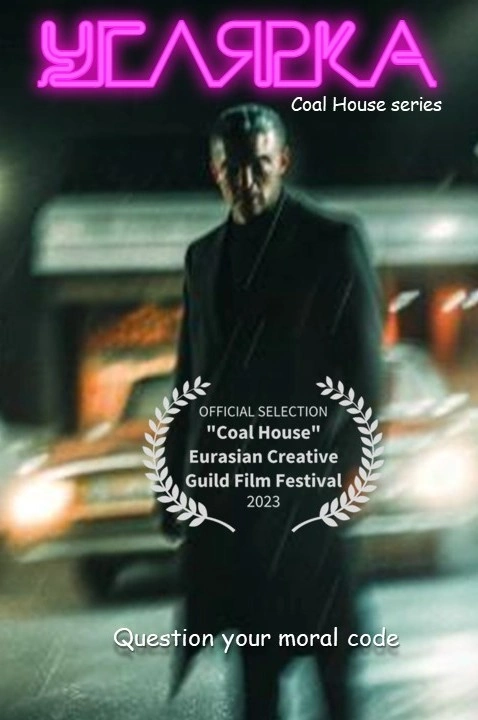 УГЛЯРКА
Coal House series
OFFICIAL SELECTION
"Coal House"
Eurasian Creative
Guild Film Festival
2023
Question your moral code